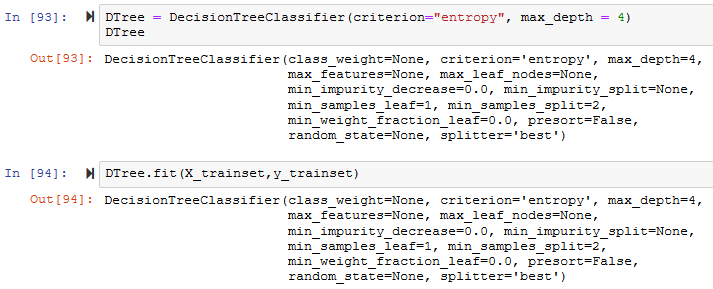 In [93]: DTree = DecisionTreeClassifier(criterion="entropy", max_depth = 4)
DTree
Out[93]: DecisionTreeClassifier(class_weight=None, criterion='entropy', max_depth=4,
max_features=None, max_leaf_nodes=None,
min_impurity_decrease=0.0, min_impurity_split=None,
min_samples_leaf=1, min_samples_split=2,
min_weight_fraction_leaf=0.0, presort=False,
random_state=None, splitter='best')
In [94]: DTree.fit(X_trainset,y_trainset)
Out[94]: DecisionTreeClassifier(class_weight=None, criterion='entropy', max_depth=4,
max_features=None, max_leaf_nodes=None,
min_impurity_decrease=0.0, min_impurity_split=None,
min_samples_leaf=1, min_samples_split=2,
min_weight_fraction_leaf=0.0, presort=False,
random_state=None, splitter='best')